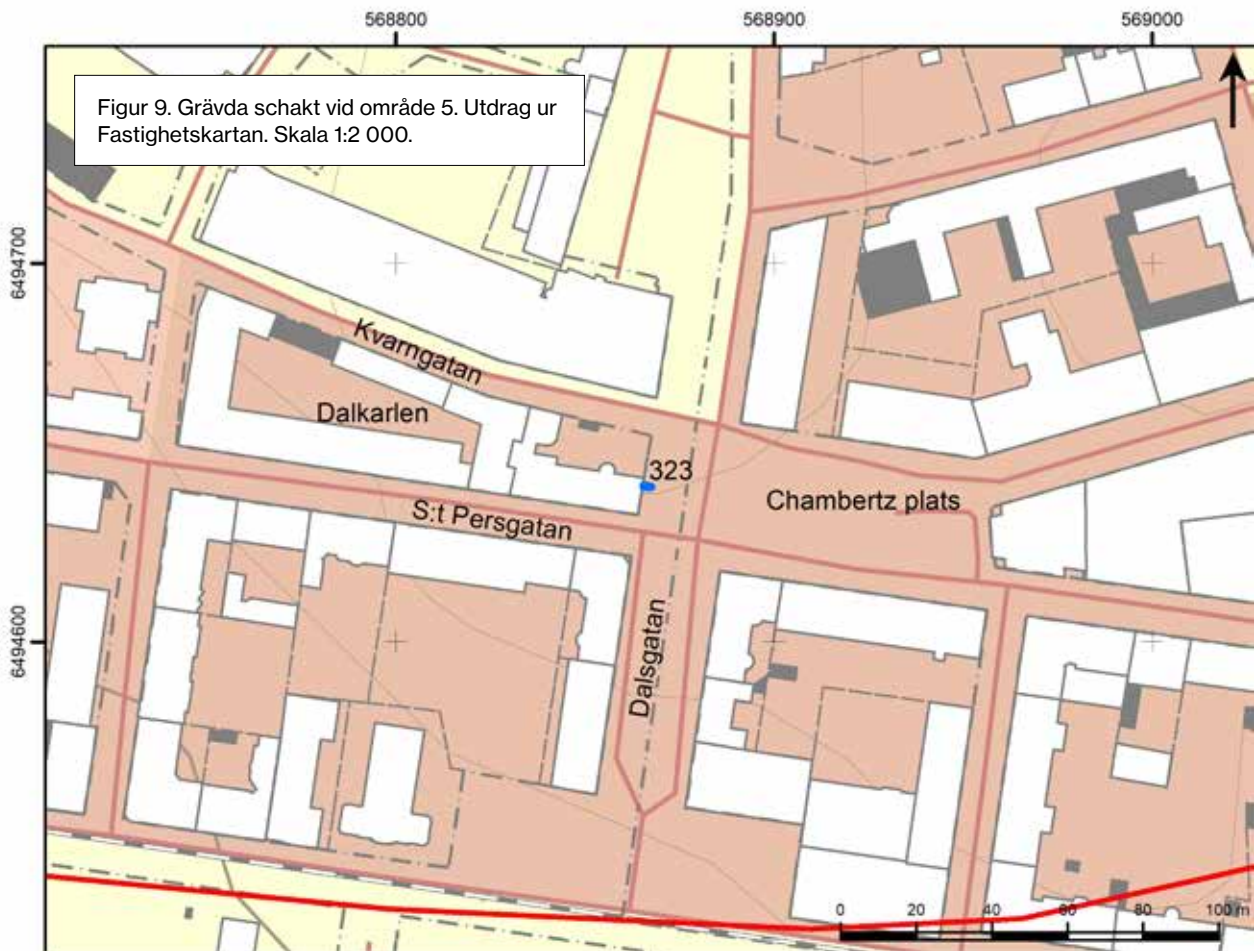 568800
568900
569000
Figur 9. Grävda schakt vid område 5. Utdrag ur
Fastighetskartan. Skala 1:2 000.
6494700
Kvarngatan
Dalkarlen
323
Chambertz plats
S:t Persgatan
6494600
Dalsgatan
0 20 40 60 80 100 m